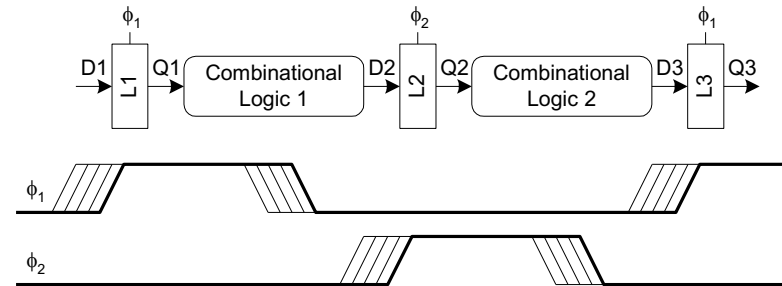 ϕ1 ϕ2 ϕ1
D1 L1 Q1 Combinational Logic 1 D2 L2 Q2 Combinational Logic 2 D3 L3 Q3
ϕ1
ϕ2